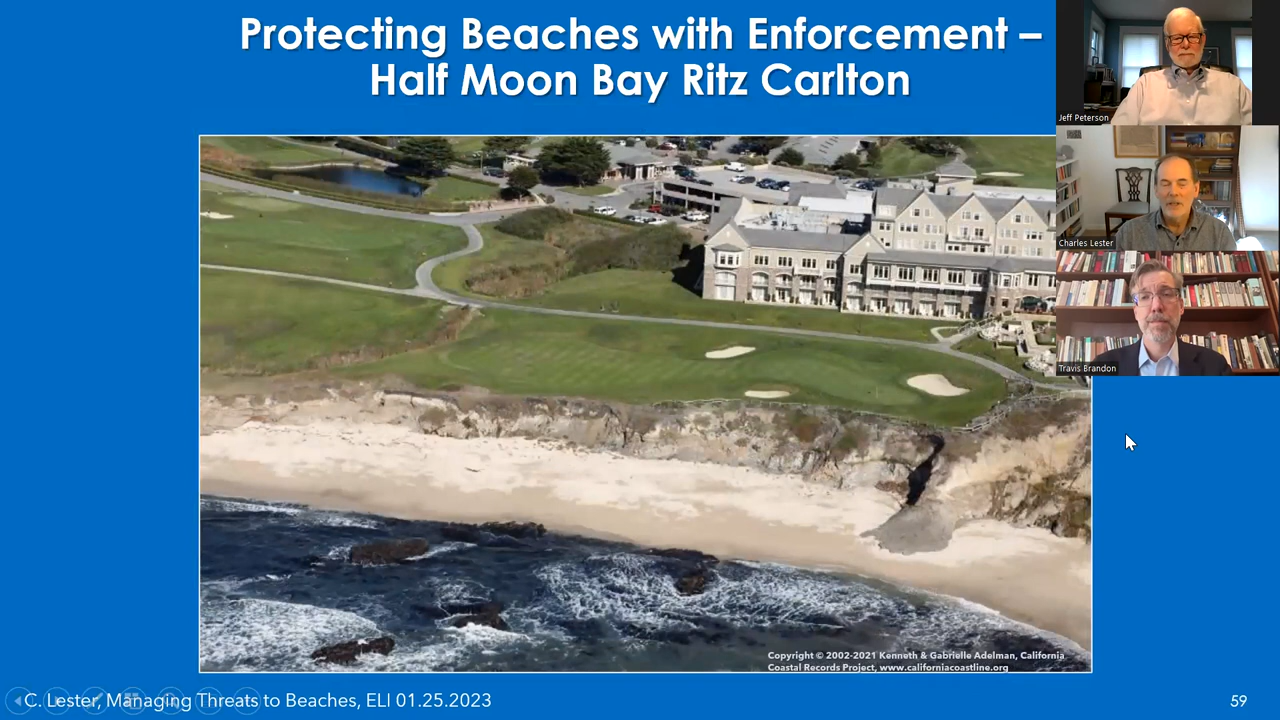 Protecting Beaches with Enforcement –
Half Moon Bay Ritz Carlton
Jeff Peterson
Charles Lester
Travis Brandon
Copyright © 2002-2021 Kenneth & Gabrielle Adelman, California
Coastal Records Project, www.californiacoastline.org
C. Lester, Managing Threats to Beaches, ELI 01.25.2023
59